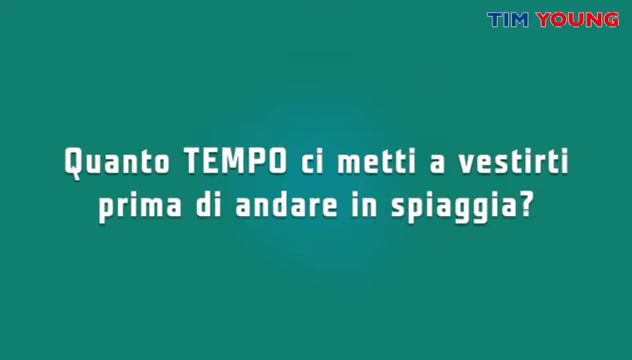 TIM YOUNG
Quanto TEMPO ci metti a vestirti
prima di andare in spiaggia?